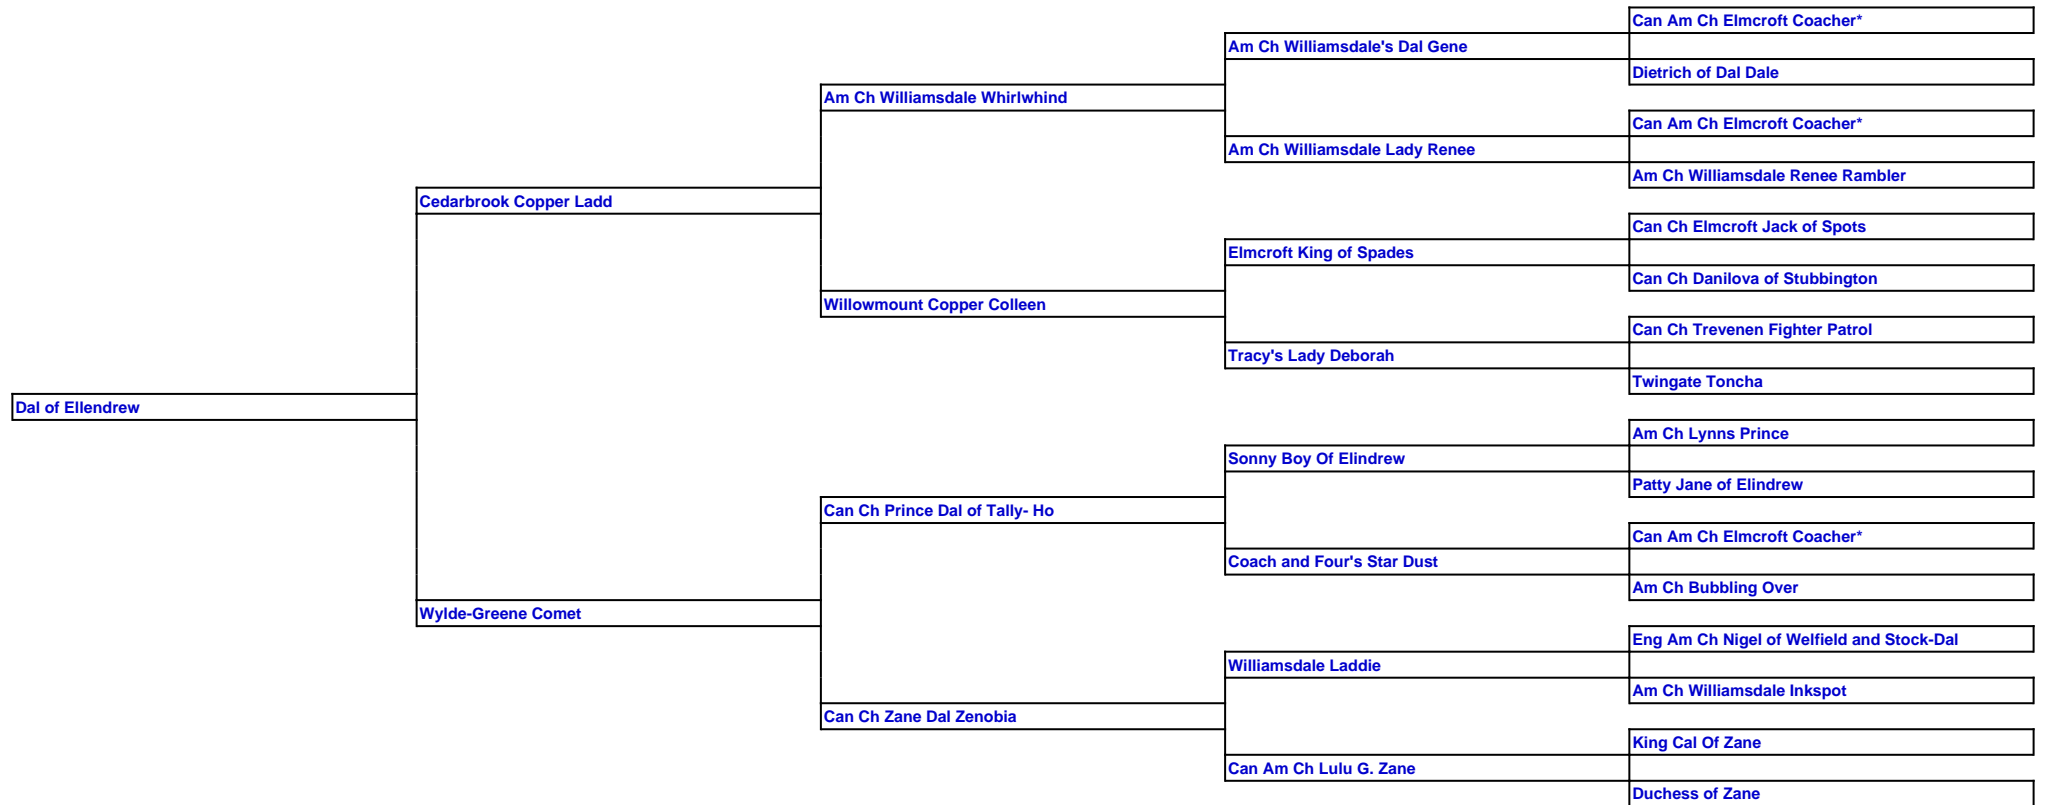 Can Am Ch Elmcroft Coacher*
Am Ch Williamsdale's Dal Gene
Dietrich of Dal Dale
Am Ch Williamsdale Whirlwhind
Can Am Ch Elmcroft Coacher*
Am Ch Williamsdale Lady Renee
Am Ch Williamsdale Renee Rambler
Cedarbrook Copper Ladd
Can Ch Elmcroft Jack of Spots
Elmcroft King of Spades
Can Ch Danilova of Stubbington
Willowmount Copper Colleen
Can Ch Trevenen Fighter Patrol
Tracy's Lady Deborah
Twingate Toncha
Dal of Ellendrew
Am Ch Lynns Prince
Sonny Boy Of Elindrew
Patty Jane of Elindrew
Can Ch Prince Dal of Tally- Ho
Can Am Ch Elmcroft Coacher*
Coach and Four's Star Dust
Am Ch Bubbling Over
Wylde-Greene Comet
Eng Am Ch Nigel of Welfield and Stock-Dal
Williamsdale Laddie
Am Ch Williamsdale Inkspot
Can Ch Zane Dal Zenobia
King Cal Of Zane
Can Am Ch Lulu G. Zane
Duchess of Zane